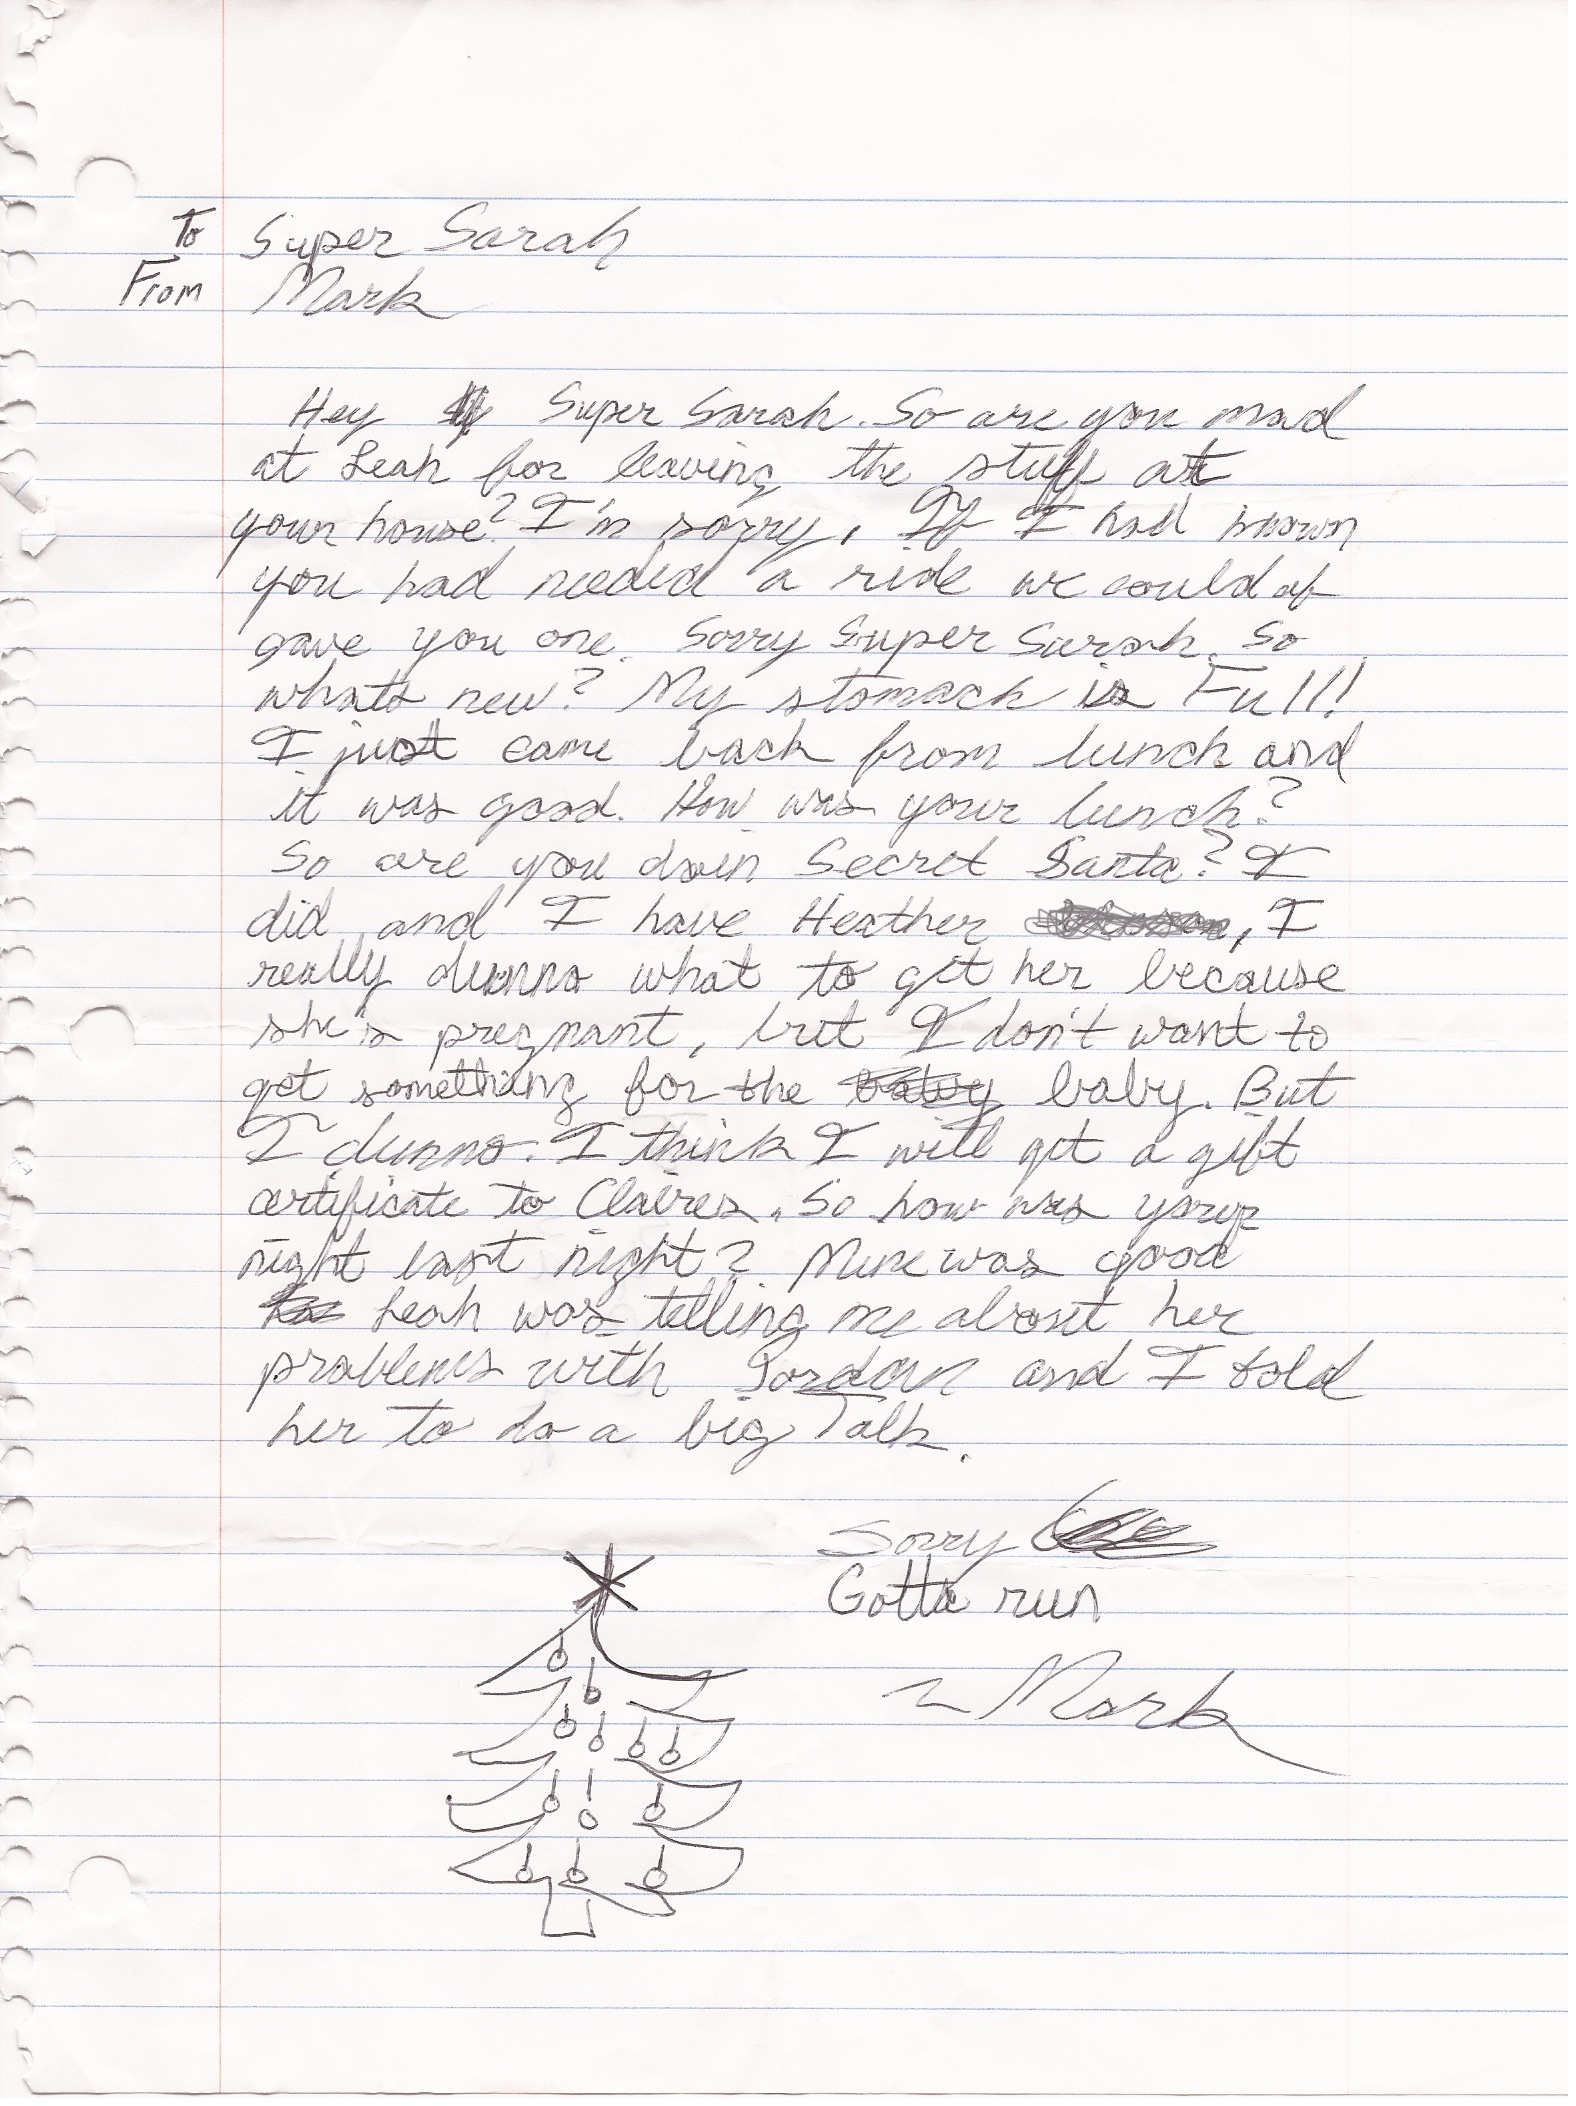 To Super Sarah
From Mark
Hey Super Sarah. So are you mad
at Leah for leaving the stuff at
your house? I'm sorry, If I had known
you had needed a ride we could of
gave you one. Sorry Super Sarah. So
whats new? My stomack is Full!
I just came back from lunch and
it was good. How was your lunch?
So are you doin Secret Santa? I
did and I have Heather, I
really dunno what to get her because
she's pregnant, but I don't want to
get something for the baby. But
I dunno. I think I will get a gift
certificate to Claires. So how was your
night last night? Mine was good
Leah was telling me about her
problems with Jordan and I told
her to do a big Talk.
Sorry
Gotta run
~ Mark